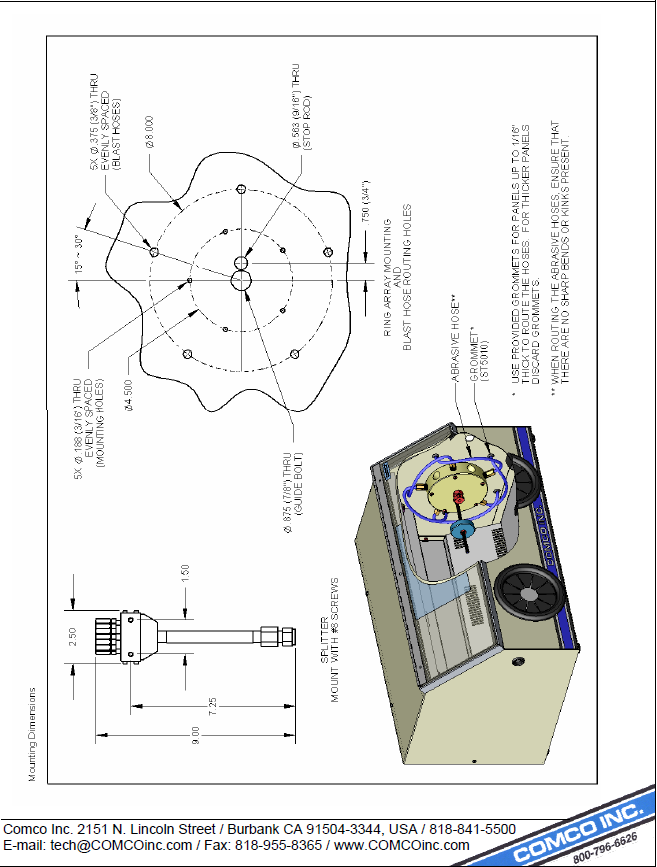 Mounting Dimensions
5X Ø.375 (3/8") THRU
EVENLY SPACED
(BLAST HOSES)
Ø8.000
Ø.563 (9/16") THRU
(STOP ROD)
15° ~ 30°
.750 (3/4")
5X Ø.188 (3/16") THRU
EVENLY SPACED
(MOUNTING HOLES)
Ø4.500
Ø.875 (7/8") THRU
(GUIDE BOLT)
RING ARRAY MOUNTING
AND
BLAST HOSE ROUTING HOLES
2.50
1.50
7.25
9.00
SPLITTER
MOUNT WITH #8 SCREWS
ABRASIVE HOSE**
GROMMET*
(ST5010)
COMCO INC.
* USE PROVIDED GROMMETS FOR PANELS UP TO 1/16"
THICK TO ROUTE THE HOSES. FOR THICKER PANELS
DISCARD GROMMETS.
** WHEN ROUTING THE ABRASIVE HOSES, ENSURE THAT
THERE ARE NO SHARP BENDS OR KINKS PRESENT.
Comco Inc. 2151 N. Lincoln Street / Burbank CA 91504-3344, USA / 818-841-5500
E-mail: tech@COMCOinc.com / Fax: 818-955-8365 / www.COMCOinc.com
COMCO INC.
800-796-6626